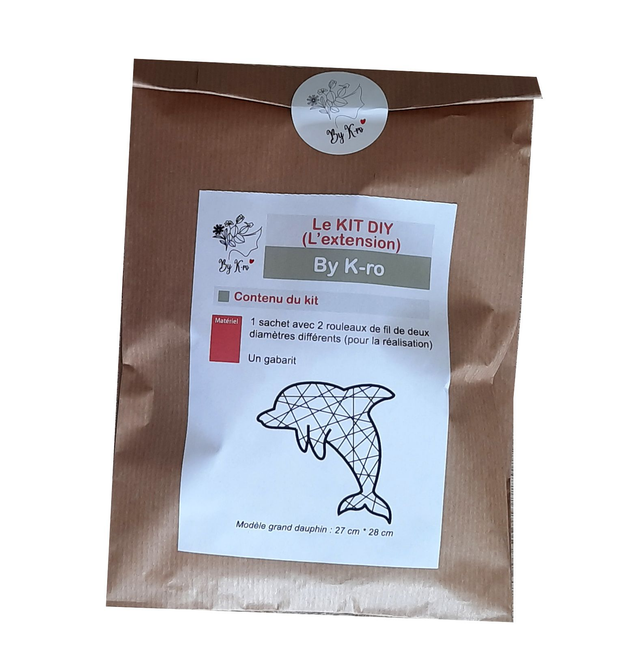 By K-ro
Le KIT DIY
(L'extension)
By K-ro
By K-ro
Contenu du kit
Matériel
1 sachet avec 2 rouleaux de fil de deux
diamètres différents (pour la réalisation)
Un gabarit
Modèle grand dauphin : 27 cm * 28 cm